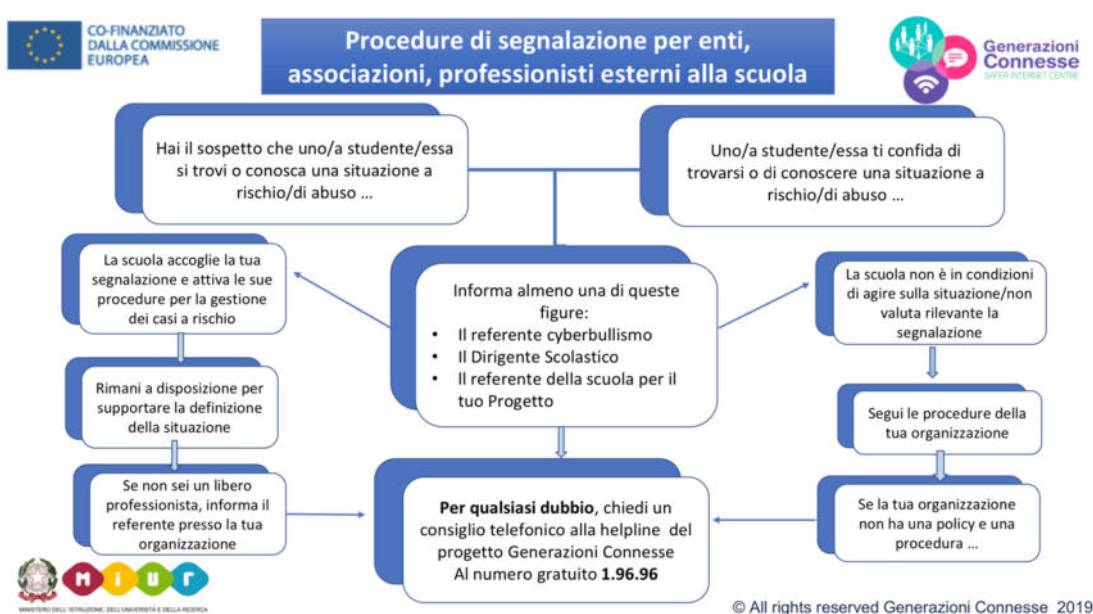 CO-FINANZIATO
DALLA COMMISSIONE
EUROPEA
Procedure di segnalazione per enti,
associazioni, professionisti esterni alla scuola
Generazioni
Connesse
SAFER INTERNET CENTRE
Hai il sospetto che uno/a studente/essa
si trovi o conosca una situazione a
rischio/di abuso ...
Uno/a studente/essa ti confida di
trovarsi o di conoscere una situazione a
rischio/di abuso ...
La scuola accoglie la tua
segnalazione e attiva le sue
procedure per la gestione
dei casi a rischio
Informa almeno una di queste
figure:
• Il referente cyberbullismo
• Il Dirigente Scolastico
• Il referente della scuola per il
tuo Progetto
La scuola non è in condizioni
di agire sulla situazione/non
valuta rilevante la
segnalazione
Rimani a disposizione per
supportare la definizione
della situazione
Segui le procedure della
tua organizzazione
Se non sei un libero
professionista, informa il
referente presso la tua
organizzazione
Per qualsiasi dubbio, chiedi un
consiglio telefonico alla helpline del
progetto Generazioni Connesse
Al numero gratuito 1.96.96
Se la tua organizzazione
non ha una policy e una
procedura ...
miur
MINISTERO DELL'ISTRUZIONE, DELL'UNIVERSITÀ E DELLA RICERCA
© All rights reserved Generazioni Connesse 2019